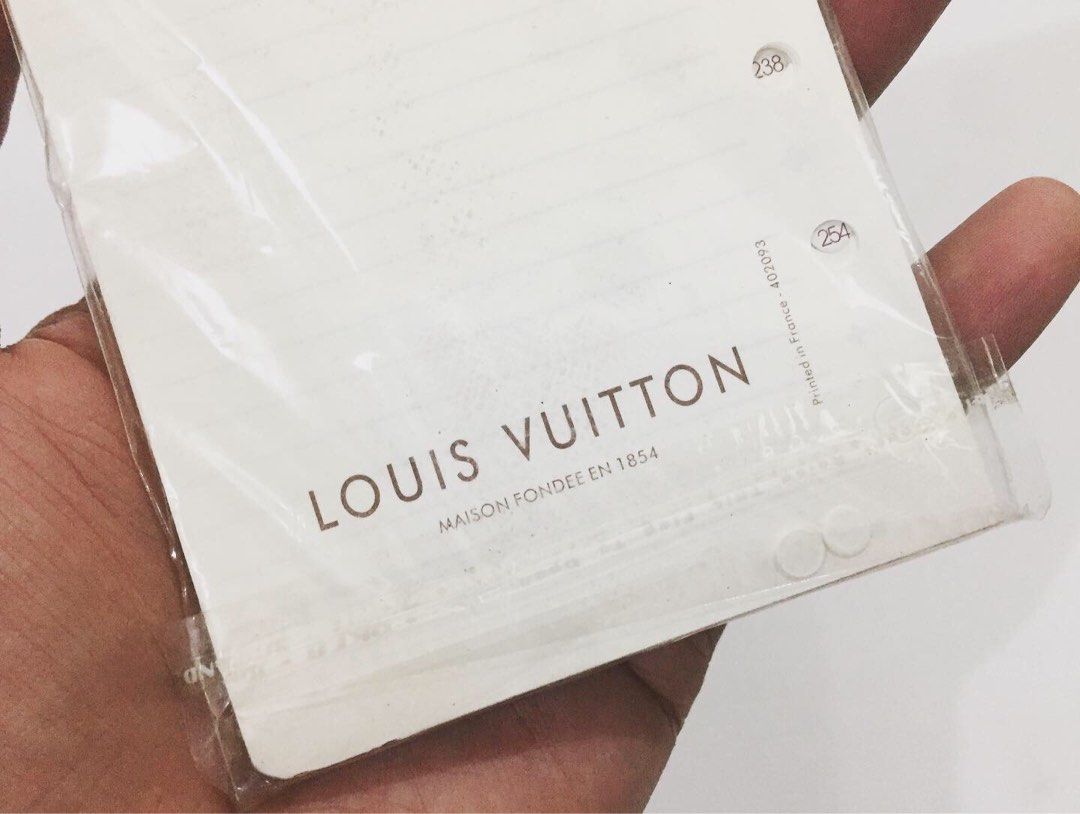 238
254
Printed in France - 402093
LOUIS VUITTON
MAISON FONDEE EN 1854